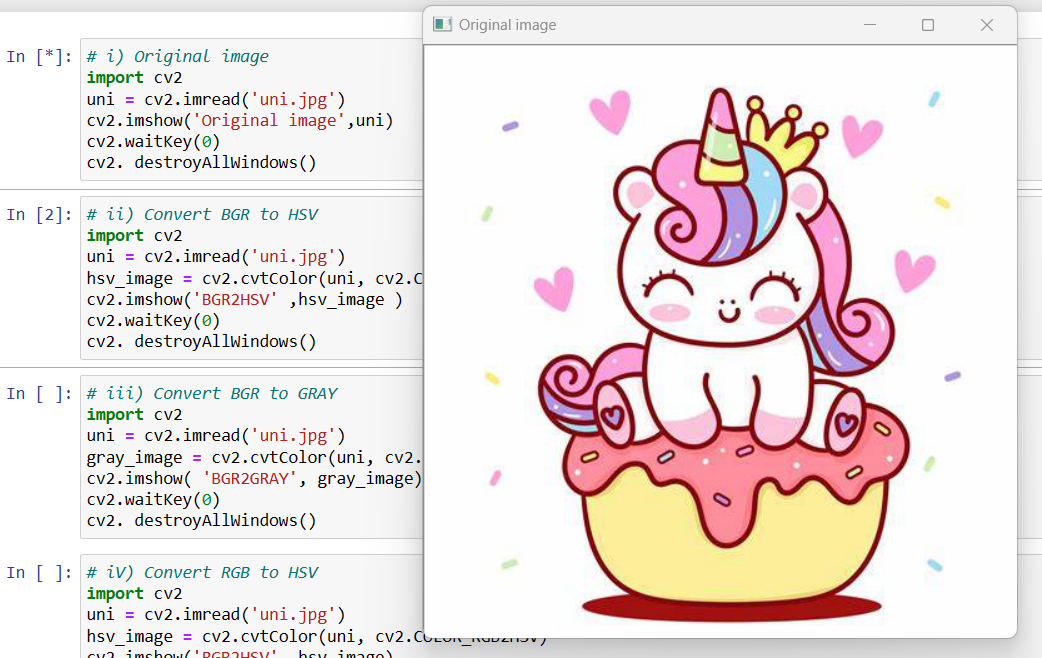 Original image
In [*]:
# i) Original image
import cv2
uni = cv2.imread('uni.jpg')
cv2.imshow('Original image',uni)
cv2.waitKey(0)
cv2. destroyAllWindows()
In [2]:
# ii) Convert BGR to HSV
import cv2
uni = cv2.imread('uni.jpg')
hsv_image = cv2.cvtColor(uni, cv2.C
cv2.imshow('BGR2HSV' ,hsv_image )
cv2.waitKey(0)
cv2. destroyAllWindows()
In [ ]:
# iii) Convert BGR to GRAY
import cv2
uni = cv2.imread('uni.jpg')
gray_image = cv2.cvtColor(uni, cv2.
cv2.imshow( 'BGR2GRAY', gray_image)
cv2.waitKey(0)
cv2. destroyAllWindows()
In [ ]:
# iV) Convert RGB to HSV
import cv2
uni = cv2.imread('uni.jpg')
hsv_image = cv2.cvtColor(uni, cv2.COLOR_RGB2HSV)
cv2.imshow('RGB2HSV', hsv_image)